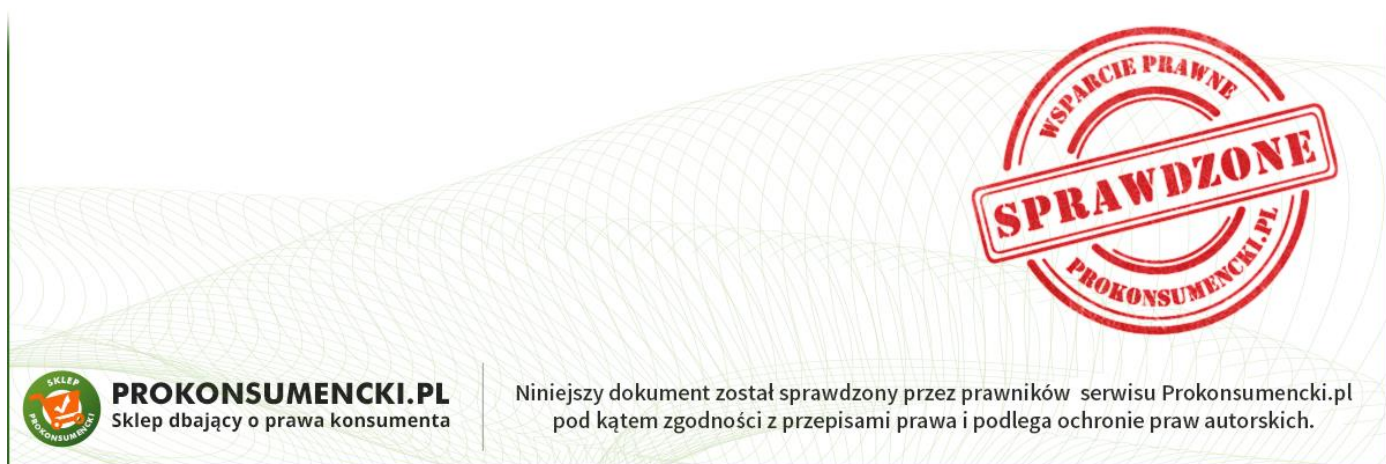 WSPARCIE PRAWNE
SPRAWDZONE
PROKONSUMENCKI.PL
SKLEP
PROKONSUMENCKI
PROKONSUMENCKI.PL
Sklep dbający o prawa konsumenta
Niniejszy dokument został sprawdzony przez prawników serwisu Prokonsumencki.pl
pod kątem zgodności z przepisami prawa i podlega ochronie praw autorskich.